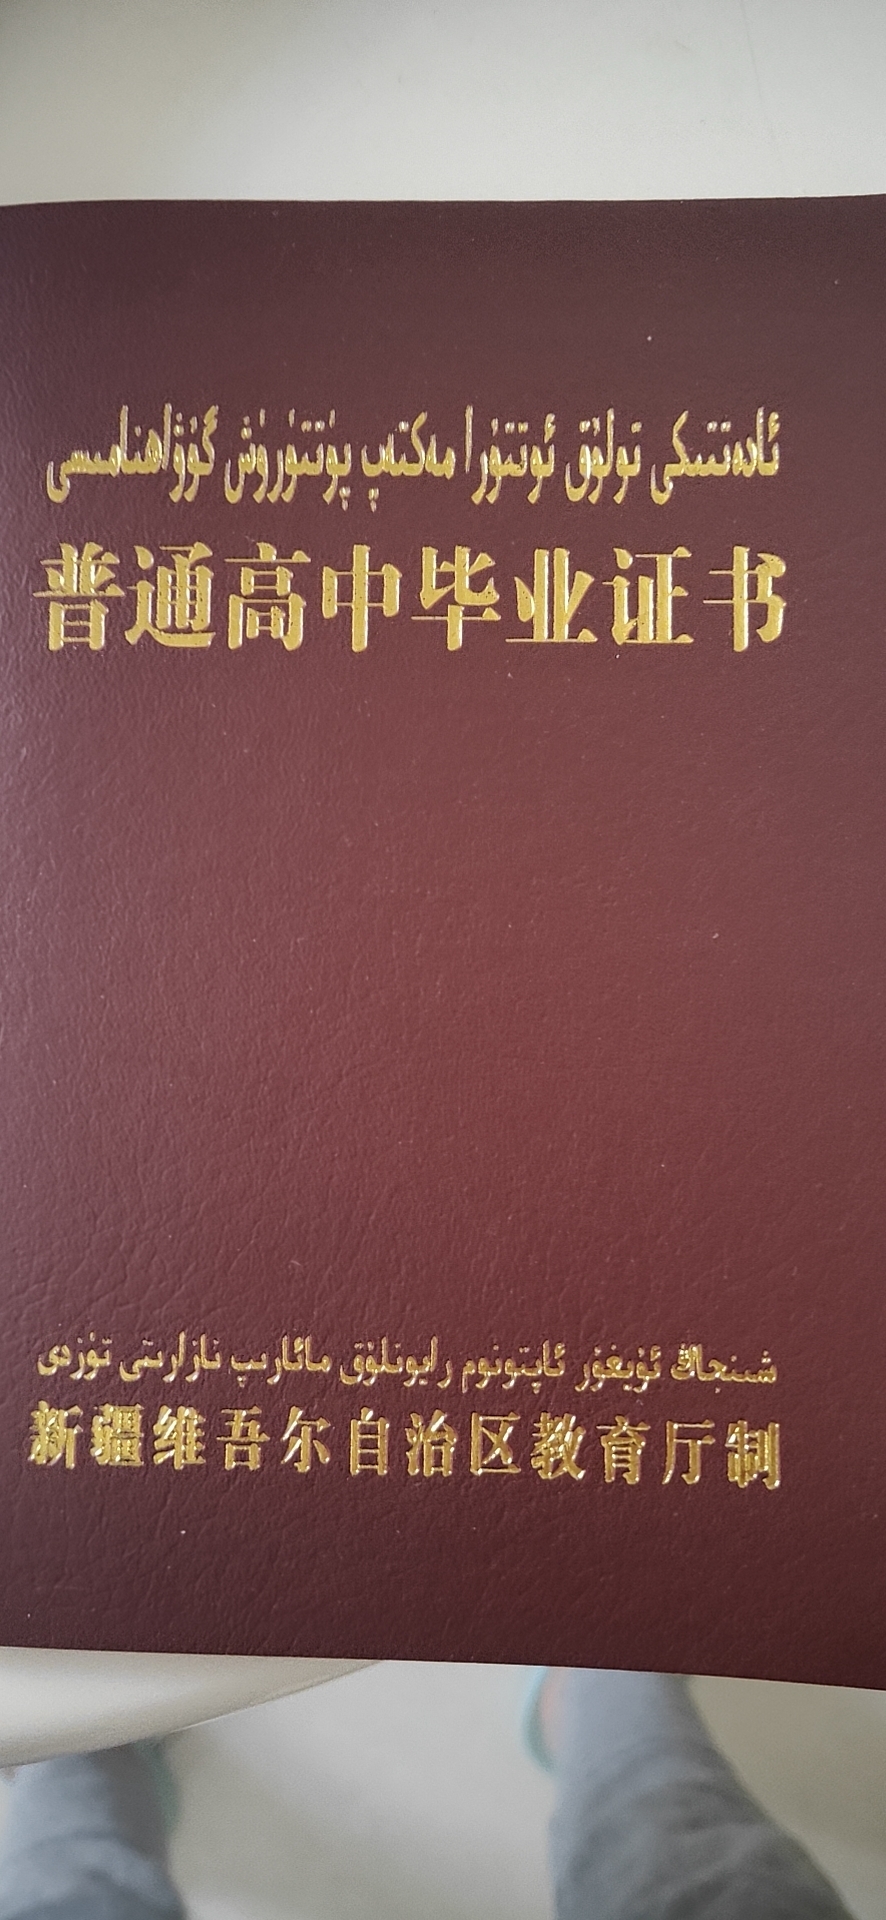 ئادەتتىكى تولۇق ئوتتۇرا مەكتەپ پۈتتۈرۈش گۇۋاھنامىسى
普通高中毕业证书
شىنجاڭ ئۇيغۇر ئاپتونوم رايونلۇق مائارىپ نازارىتى تۈزدى
新疆维吾尔自治区教育厅制